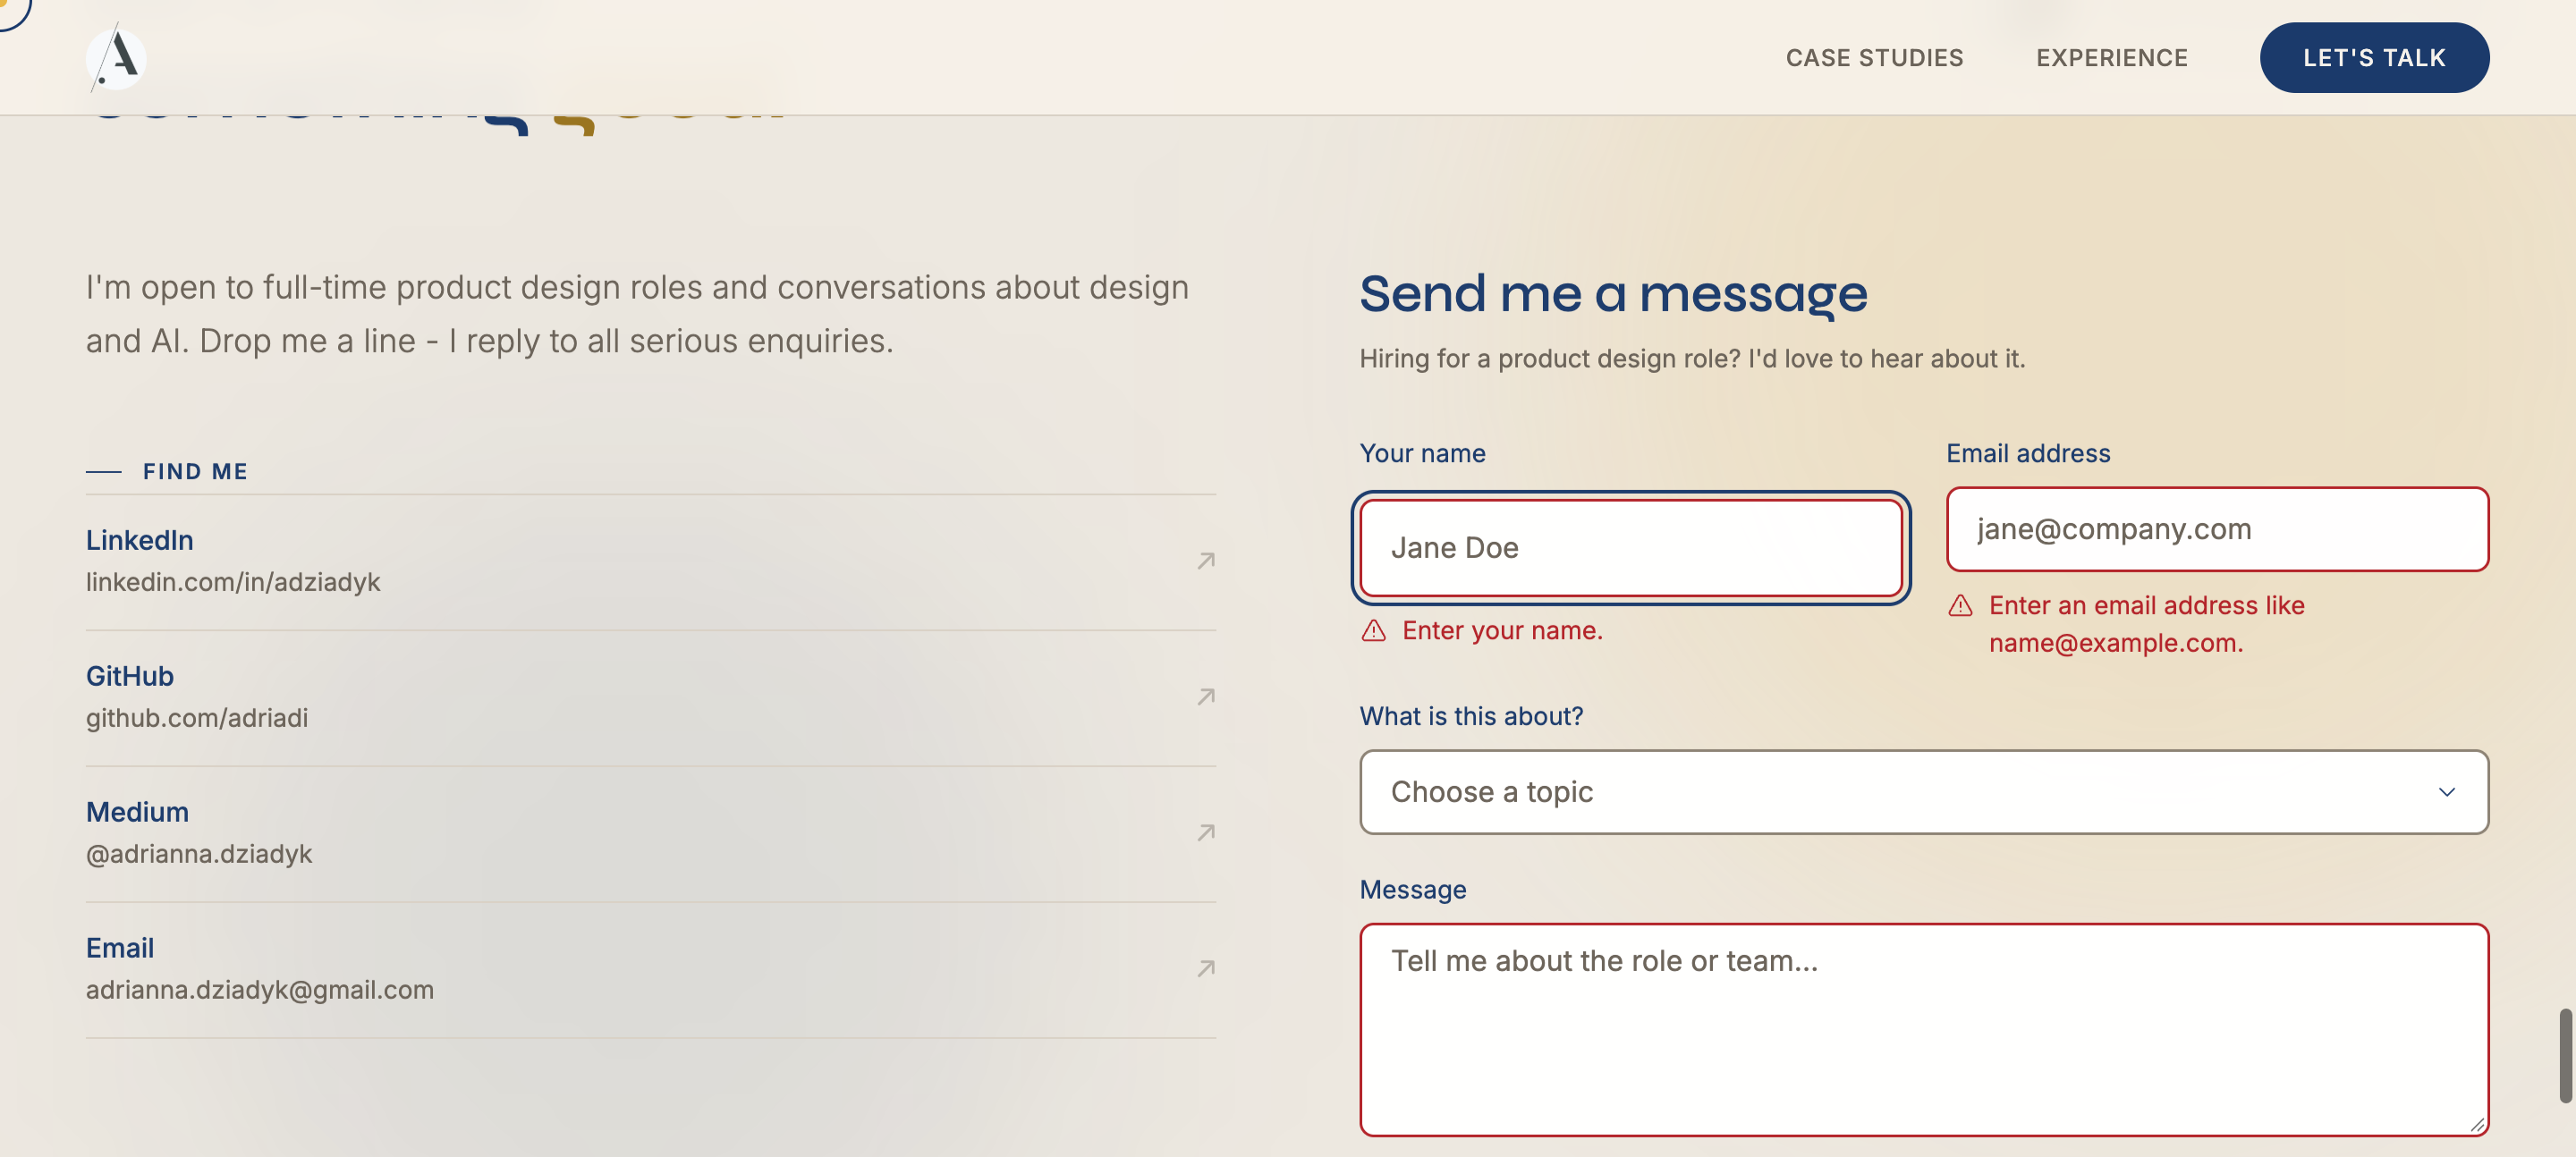 A
CASE STUDIES
EXPERIENCE
LET'S TALK
I'm open to full-time product design roles and conversations about design
and AI. Drop me a line - I reply to all serious enquiries.
FIND ME
LinkedIn
linkedin.com/in/adziadyk
GitHub
github.com/adriadi
Medium
@adrianna.dziadyk
Email
adrianna.dziadyk@gmail.com
Send me a message
Hiring for a product design role? I'd love to hear about it.
Your name
Jane Doe
Enter your name.
Email address
jane@company.com
Enter an email address like
name@example.com.
What is this about?
Choose a topic
Message
Tell me about the role or team...